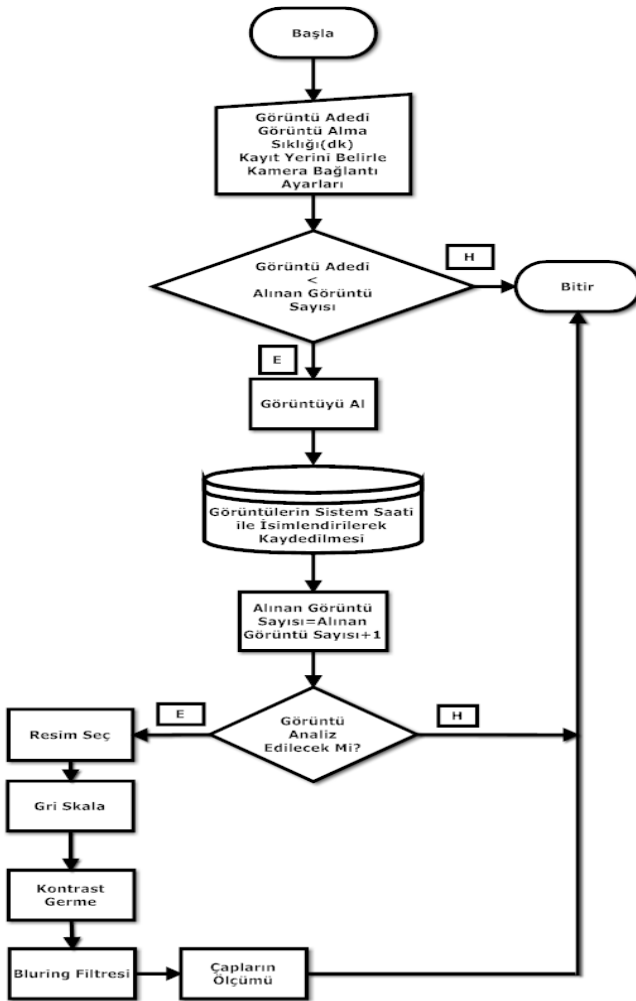 Başla
Görüntü Adedi
Görüntü Alma
Sıklığı(dk)
Kayıt Yerini Belirle
Kamera Bağlantı
Ayarları
Görüntü Adedi
<
Alınan Görüntü
Sayısı
H
Bitir
E
Görüntüyü Al
Görüntülerin Sistem Saati
ile İsimlendirilerek
Kaydedilmesi
Alınan Görüntü
Sayısı=Alınan
Görüntü Sayısı+1
Görüntü
Analiz
Edilecek Mi?
E
H
Resim Seç
Gri Skala
Kontrast
Germe
Bluring Filtresi
Çapların
Ölçümü